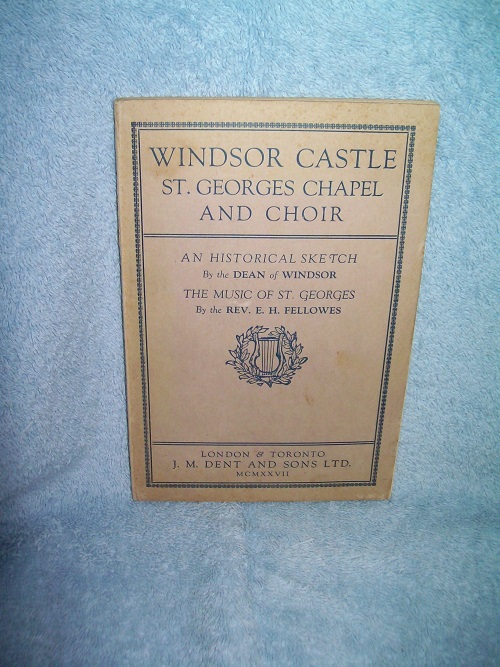 WINDSOR CASTLE
ST. GEORGES CHAPEL
AND CHOIR
AN HISTORICAL SKETCH
By the DEAN of WINDSOR
THE MUSIC OF ST. GEORGES
By the REV. E. H. FELLOWES
LONDON & TORONTO
J. M. DENT AND SONS LTD.
MCMXXVII